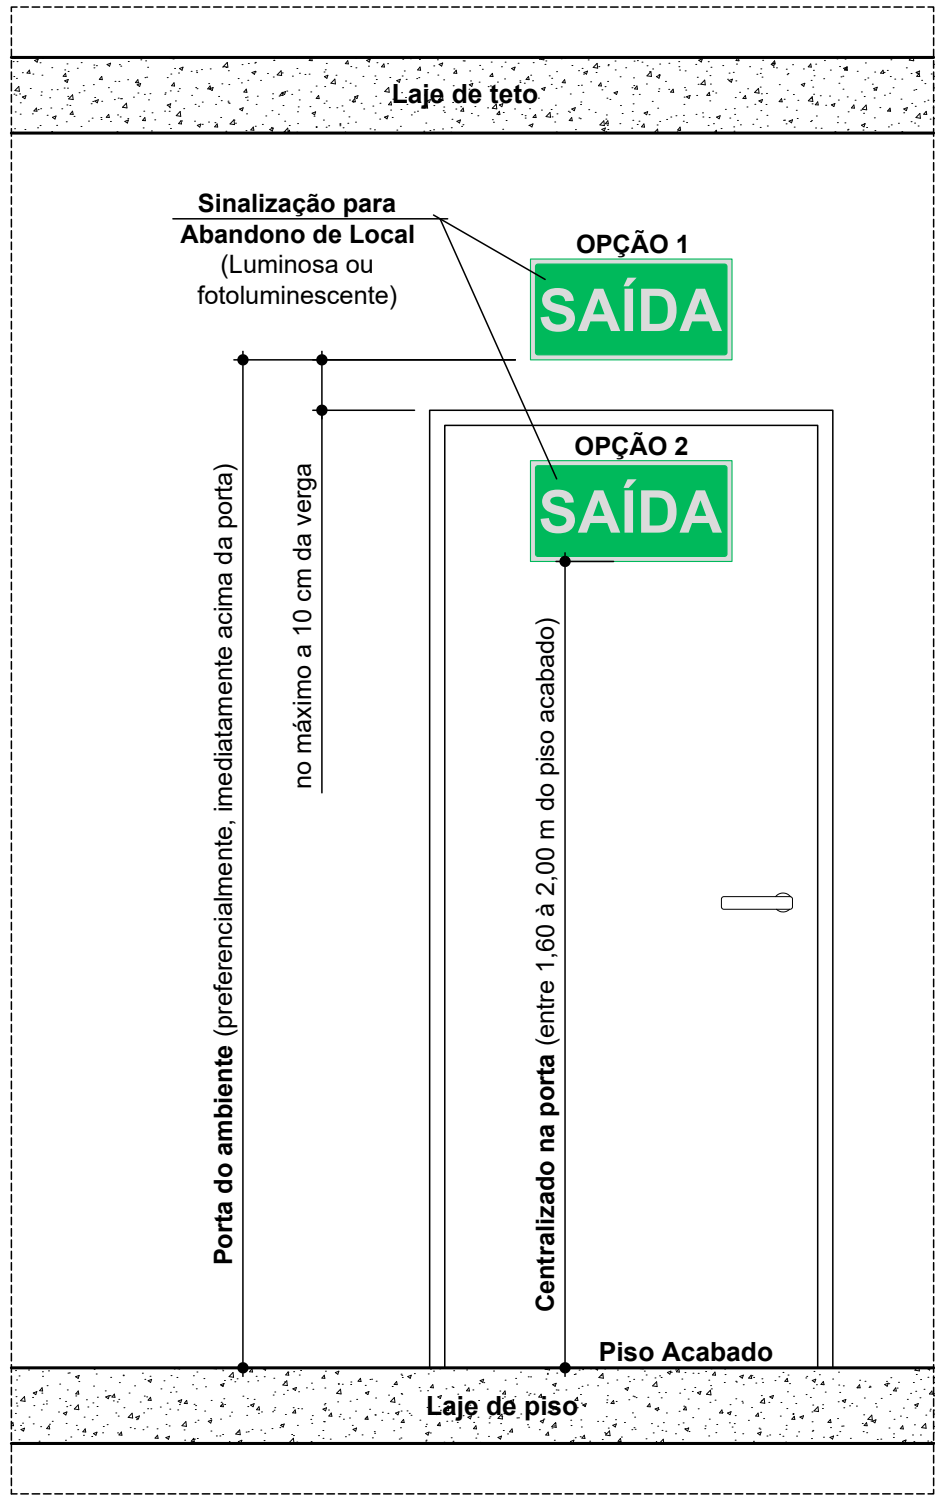 Laje de teto
Sinalização para
Abandono de Local
(Luminosa ou
fotoluminescente)
OPÇÃO 1
SAÍDA
OPÇÃO 2
SAÍDA
Porta do ambiente (preferencialmente, imediatamente acima da porta)
no máximo a 10 cm da verga
Centralizado na porta (entre 1,60 à 2,00 m do piso acabado)
Piso Acabado
Laje de piso